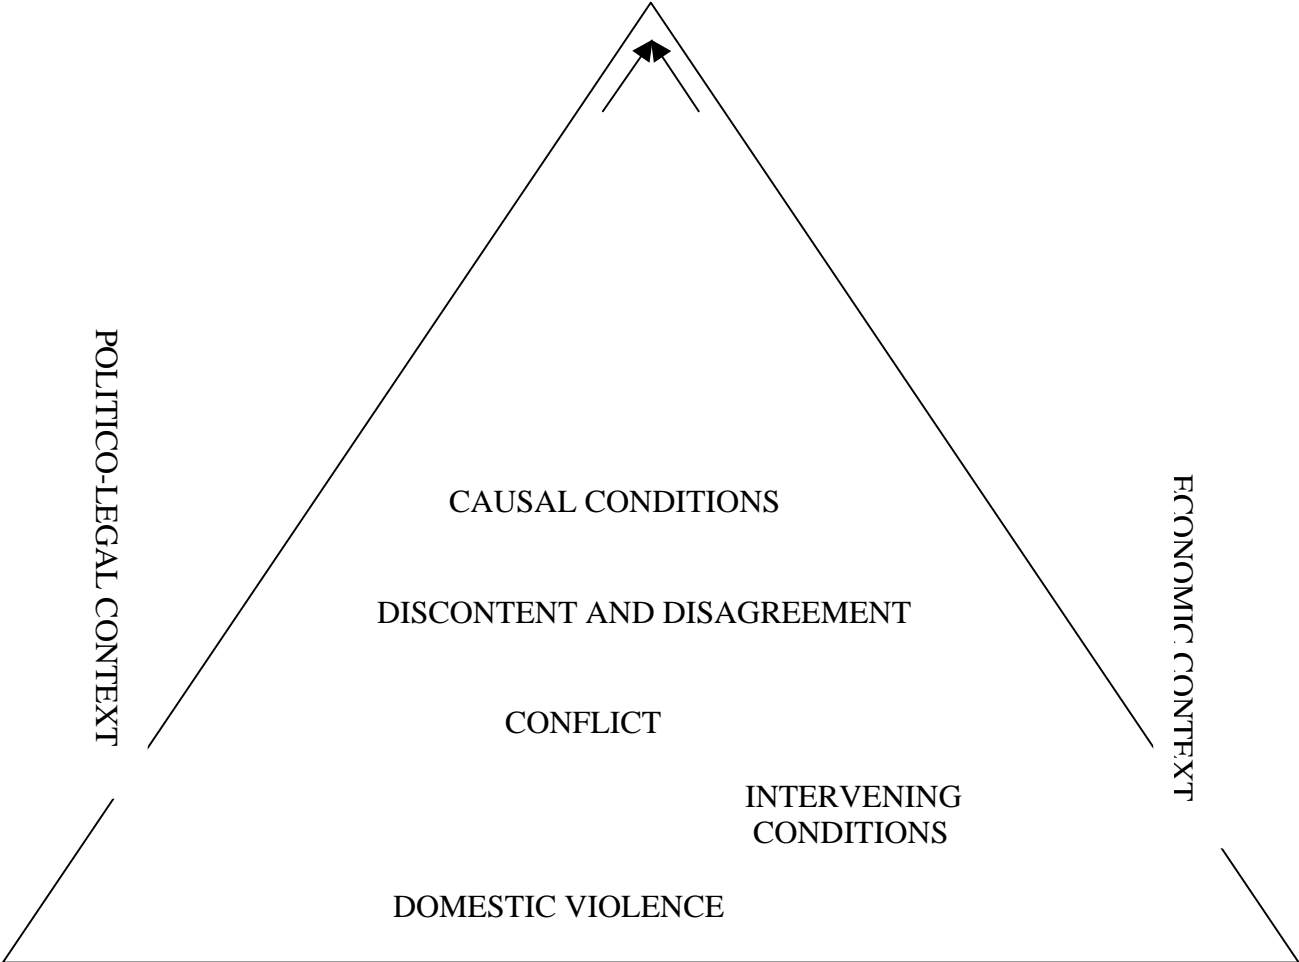 POLITICO-LEGAL CONTEXT
ECONOMIC CONTEXT
CAUSAL CONDITIONS
DISCONTENT AND DISAGREEMENT
CONFLICT
INTERVENING
CONDITIONS
DOMESTIC VIOLENCE